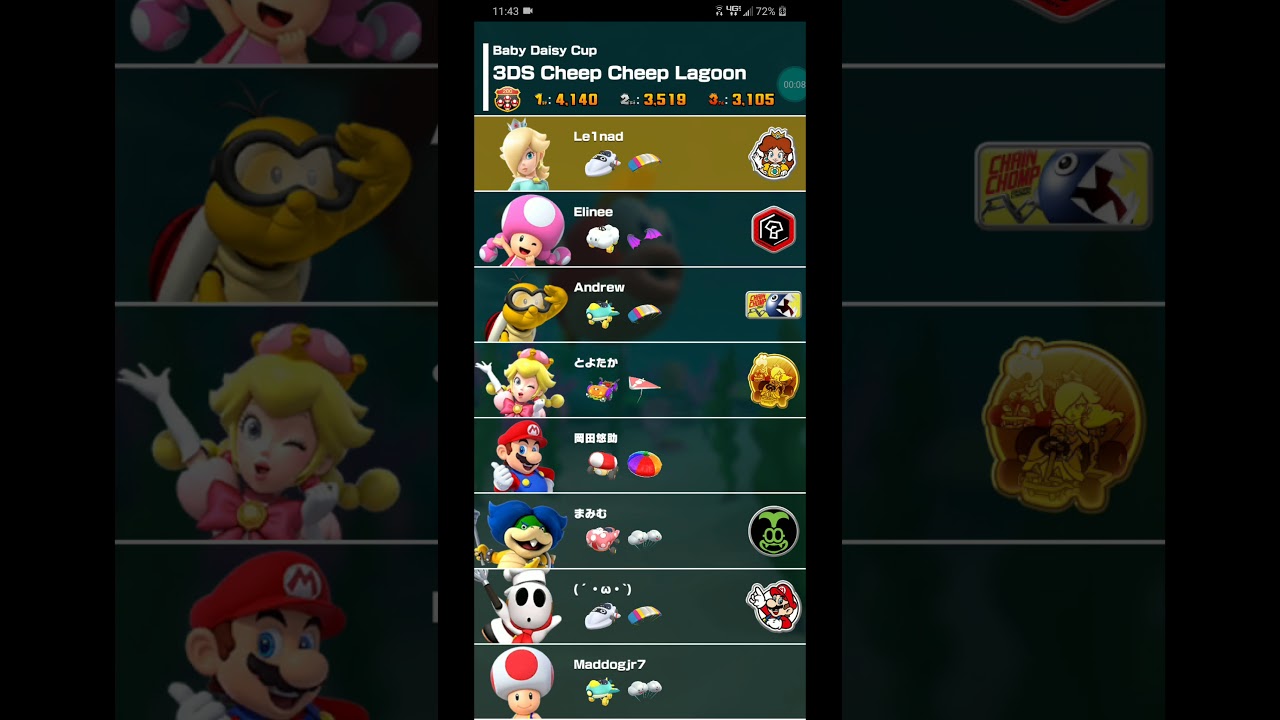 11:43 4G 72%
Baby Daisy Cup
3DS Cheep Cheep Lagoon
00:08
1st: 4,140 2nd: 3,519 3rd: 3,105
Le1nad
Elinee
Andrew
CHAIN CHOMP
CHAIN
CHOMP
とよたか
岡田悠助
まみむ
(´・ω・`)
Maddogjr7